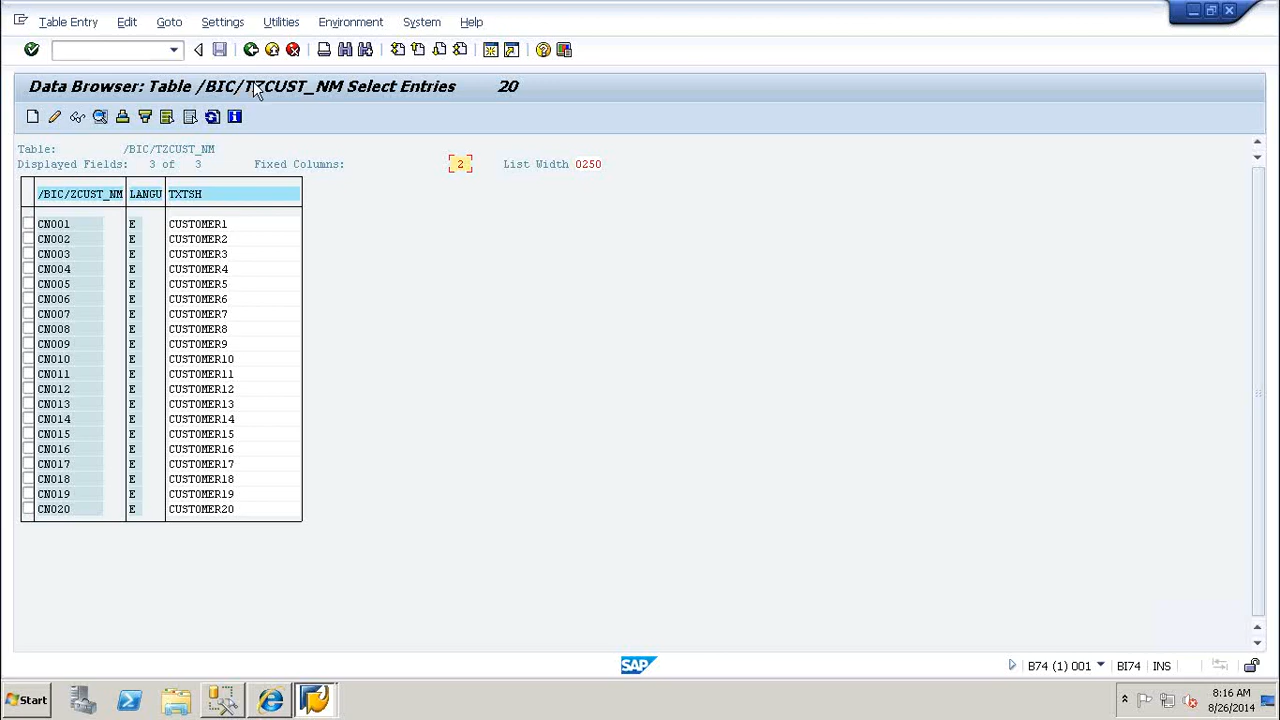 Table Entry Edit Goto Settings Utilities Environment System Help
Data Browser: Table /BIC/TZCUST_NM Select Entries 20
Table: /BIC/TZCUST_NM
Displayed Fields: 3 of 3 Fixed Columns: 2 List Width 0250
/BIC/ZCUST_NM LANGU TXTSH
CN001 E CUSTOMER1
CN002 E CUSTOMER2
CN003 E CUSTOMER3
CN004 E CUSTOMER4
CN005 E CUSTOMER5
CN006 E CUSTOMER6
CN007 E CUSTOMER7
CN008 E CUSTOMER8
CN009 E CUSTOMER9
CN010 E CUSTOMER10
CN011 E CUSTOMER11
CN012 E CUSTOMER12
CN013 E CUSTOMER13
CN014 E CUSTOMER14
CN015 E CUSTOMER15
CN016 E CUSTOMER16
CN017 E CUSTOMER17
CN018 E CUSTOMER18
CN019 E CUSTOMER19
CN020 E CUSTOMER20
SAP B74 (1) 001 BI74 INS
Start 8:16 AM
8/26/2014